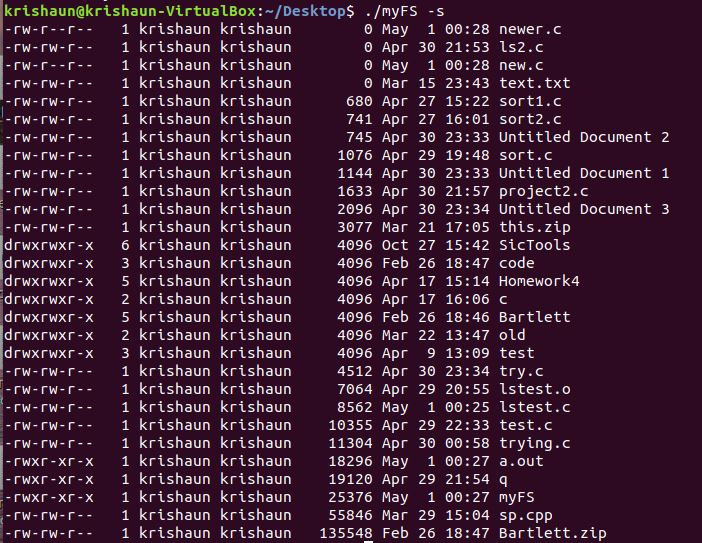 krishaun@krishaun-VirtualBox:~/Desktop$ ./myFS -s
-rw-r--r--   1 krishaun krishaun        0 May  1 00:28 newer.c
-rw-rw-r--   1 krishaun krishaun        0 Apr 30 21:53 ls2.c
-rw-rw-r--   1 krishaun krishaun        0 May  1 00:28 new.c
-rw-rw-r--   1 krishaun krishaun        0 Mar 15 23:43 text.txt
-rw-rw-r--   1 krishaun krishaun      680 Apr 27 15:22 sort1.c
-rw-rw-r--   1 krishaun krishaun      741 Apr 27 16:01 sort2.c
-rw-rw-r--   1 krishaun krishaun      745 Apr 30 23:33 Untitled Document 2
-rw-rw-r--   1 krishaun krishaun     1076 Apr 29 19:48 sort.c
-rw-rw-r--   1 krishaun krishaun     1144 Apr 30 23:33 Untitled Document 1
-rw-rw-r--   1 krishaun krishaun     1633 Apr 30 21:57 project2.c
-rw-rw-r--   1 krishaun krishaun     2096 Apr 30 23:34 Untitled Document 3
-rw-rw-r--   1 krishaun krishaun     3077 Mar 21 17:05 this.zip
drwxrwxr-x   6 krishaun krishaun     4096 Oct 27 15:42 SicTools
drwxrwxr-x   3 krishaun krishaun     4096 Feb 26 18:47 code
drwxrwxr-x   5 krishaun krishaun     4096 Apr 17 15:14 Homework4
drwxrwxr-x   2 krishaun krishaun     4096 Apr 17 16:06 c
drwxrwxr-x   5 krishaun krishaun     4096 Feb 26 18:46 Bartlett
drwxrwxr-x   2 krishaun krishaun     4096 Mar 22 13:47 old
drwxrwxr-x   3 krishaun krishaun     4096 Apr  9 13:09 test
-rw-rw-r--   1 krishaun krishaun     4512 Apr 30 23:34 try.c
-rw-rw-r--   1 krishaun krishaun     7064 Apr 29 20:55 lstest.o
-rw-rw-r--   1 krishaun krishaun     8562 May  1 00:25 lstest.c
-rw-rw-r--   1 krishaun krishaun    10355 Apr 29 22:33 test.c
-rw-rw-r--   1 krishaun krishaun    11304 Apr 30 00:58 trying.c
-rwxr-xr-x   1 krishaun krishaun    18296 May  1 00:27 a.out
-rwxr-xr-x   1 krishaun krishaun    19120 Apr 29 21:54 q
-rwxr-xr-x   1 krishaun krishaun    25376 May  1 00:27 myFS
-rw-rw-r--   1 krishaun krishaun    55846 Mar 29 15:04 sp.cpp
-rw-rw-r--   1 krishaun krishaun   135548 Feb 26 18:47 Bartlett.zip